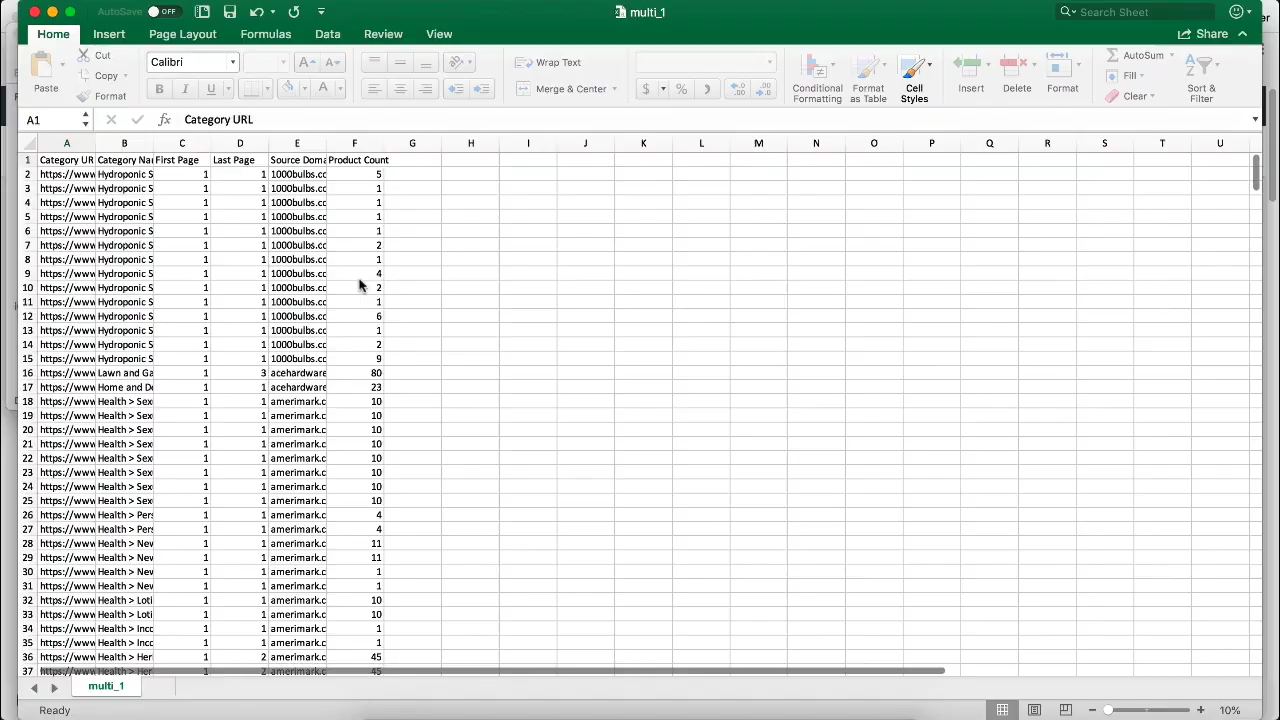 AutoSave OFF multi_1 Search Sheet
Home Insert Page Layout Formulas Data Review View Share
Cut Calibri Wrap Text AutoSum
Copy Fill
Paste Format B I U Merge & Center $ % Conditional Formatting Format as Table Cell Styles Insert Delete Format Clear Sort & Filter
A1 fx Category URL
A B C D E F G H I J K L M N O P Q R S T U
1 Category UR Category Na First Page Last Page Source Doma Product Count
2 https://www Hydroponic S 1 1 1000bulbs.cc 5
3 https://www Hydroponic S 1 1 1000bulbs.cc 1
4 https://www Hydroponic S 1 1 1000bulbs.cc 1
5 https://www Hydroponic S 1 1 1000bulbs.cc 1
6 https://www Hydroponic S 1 1 1000bulbs.cc 1
7 https://www Hydroponic S 1 1 1000bulbs.cc 2
8 https://www Hydroponic S 1 1 1000bulbs.cc 1
9 https://www Hydroponic S 1 1 1000bulbs.cc 4
10 https://www Hydroponic S 1 1 1000bulbs.cc 2
11 https://www Hydroponic S 1 1 1000bulbs.cc 1
12 https://www Hydroponic S 1 1 1000bulbs.cc 6
13 https://www Hydroponic S 1 1 1000bulbs.cc 1
14 https://www Hydroponic S 1 1 1000bulbs.cc 2
15 https://www Hydroponic S 1 1 1000bulbs.cc 9
16 https://www Lawn and Ga 1 3 acehardware 80
17 https://www Home and De 1 1 acehardware 23
18 https://www Health > Sex 1 1 amerimark.c 10
19 https://www Health > Sex 1 1 amerimark.c 10
20 https://www Health > Sex 1 1 amerimark.c 10
21 https://www Health > Sex 1 1 amerimark.c 10
22 https://www Health > Sex 1 1 amerimark.c 10
23 https://www Health > Sex 1 1 amerimark.c 10
24 https://www Health > Sex 1 1 amerimark.c 10
25 https://www Health > Sex 1 1 amerimark.c 10
26 https://www Health > Pers 1 1 amerimark.c 4
27 https://www Health > Pers 1 1 amerimark.c 4
28 https://www Health > New 1 1 amerimark.c 11
29 https://www Health > New 1 1 amerimark.c 11
30 https://www Health > New 1 1 amerimark.c 1
31 https://www Health > New 1 1 amerimark.c 1
32 https://www Health > Loti 1 1 amerimark.c 10
33 https://www Health > Loti 1 1 amerimark.c 10
34 https://www Health > Inco 1 1 amerimark.c 1
35 https://www Health > Inco 1 1 amerimark.c 1
36 https://www Health > Her 1 2 amerimark.c 45
37 https://www Health > Her 1 2 amerimark.c 45
multi_1
Ready 10%